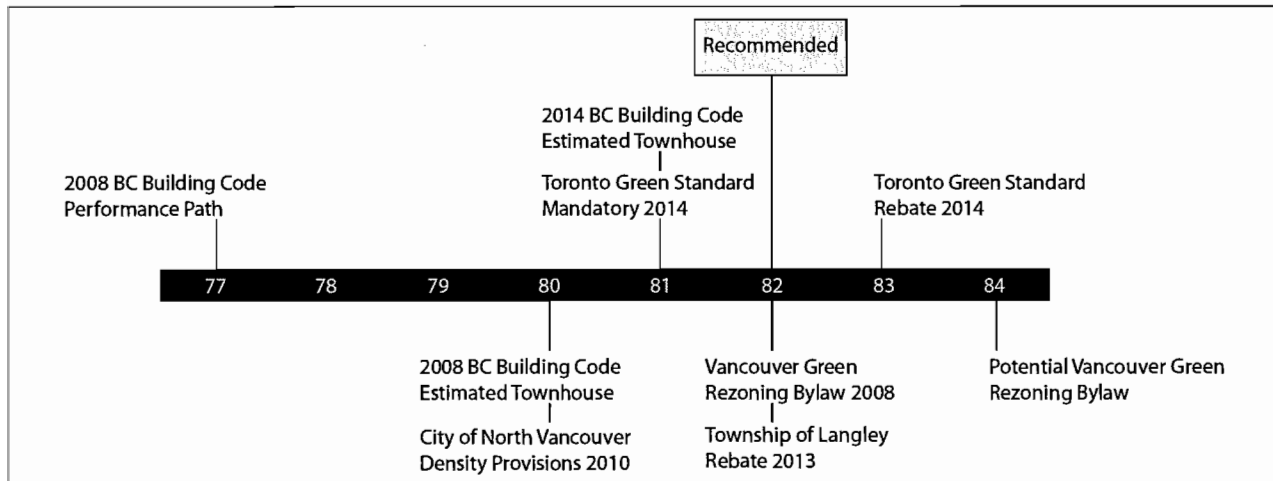 Recommended
2014 BC Building Code
Estimated Townhouse
2008 BC Building Code
Performance Path
Toronto Green Standard
Mandatory 2014
Toronto Green Standard
Rebate 2014
77 78 79 80 81 82 83 84
2008 BC Building Code
Estimated Townhouse
City of North Vancouver
Density Provisions 2010
Vancouver Green
Rezoning Bylaw 2008
Township of Langley
Rebate 2013
Potential Vancouver Green
Rezoning Bylaw